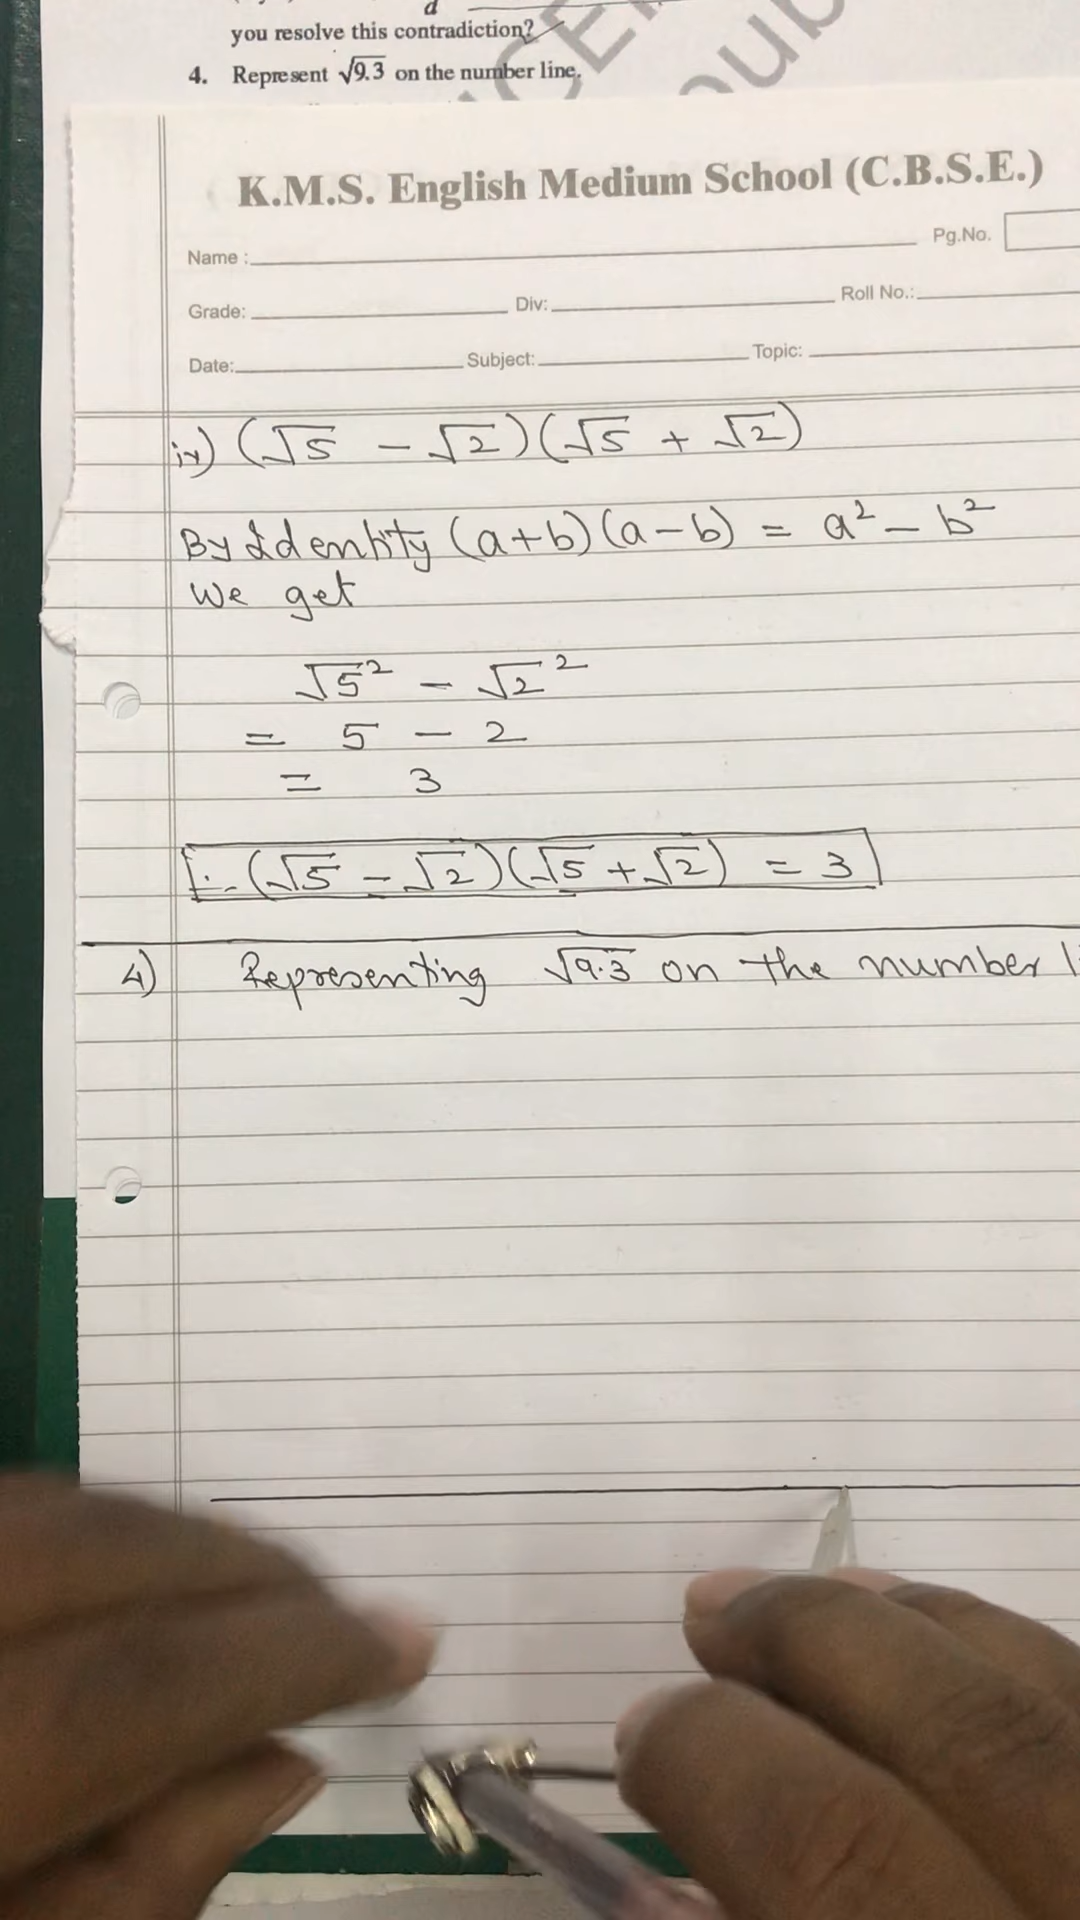 d
you resolve this contradiction?
4. Represent √9.3 on the number line.
K.M.S. English Medium School (C.B.S.E.)
Name : Pg.No.
Grade: Div: Roll No.:
Date: Subject: Topic:
iv) (√5 - √2)(√5 + √2)
By Identity (a+b)(a-b) = a² - b²
We get
√5² - √2²
= 5 - 2
= 3
∴ (√5 - √2)(√5 + √2) = 3
4) Representing √9.3 on the number